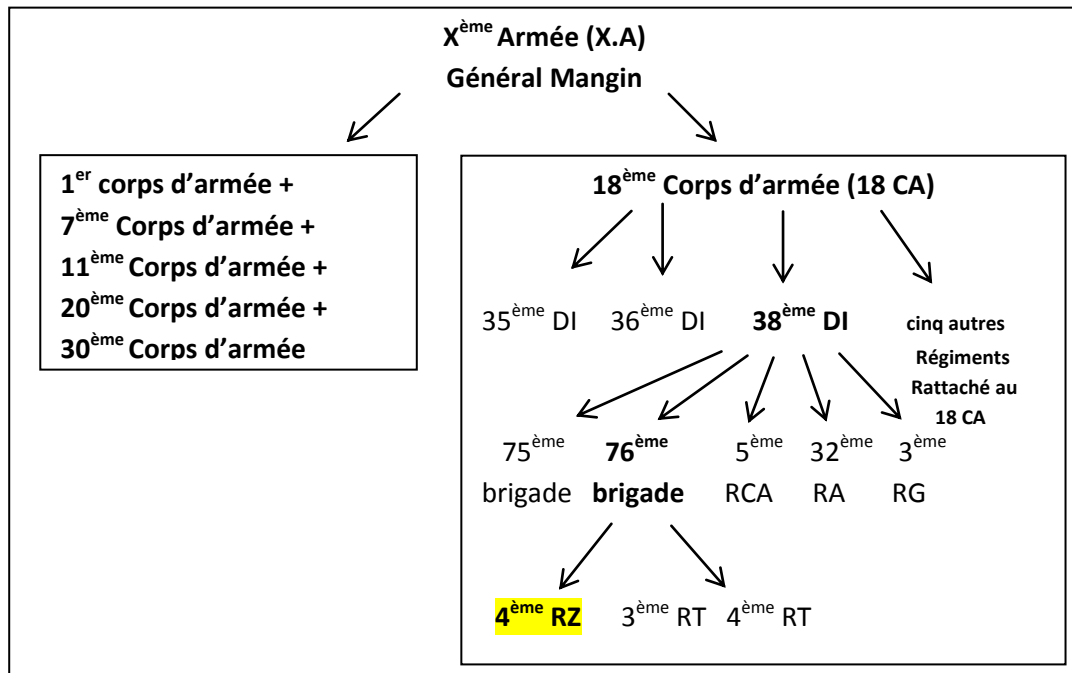 Xème Armée (X.A)
Général Mangin
1er corps d’armée +
7ème Corps d’armée +
11ème Corps d’armée +
20ème Corps d’armée +
30ème Corps d’armée
18ème Corps d’armée (18 CA)
35ème DI 36ème DI 38ème DI cinq autres
Régiments
Rattaché au
18 CA
75ème 76ème 5ème 32ème 3ème
brigade brigade RCA RA RG
4ème RZ 3ème RT 4ème RT